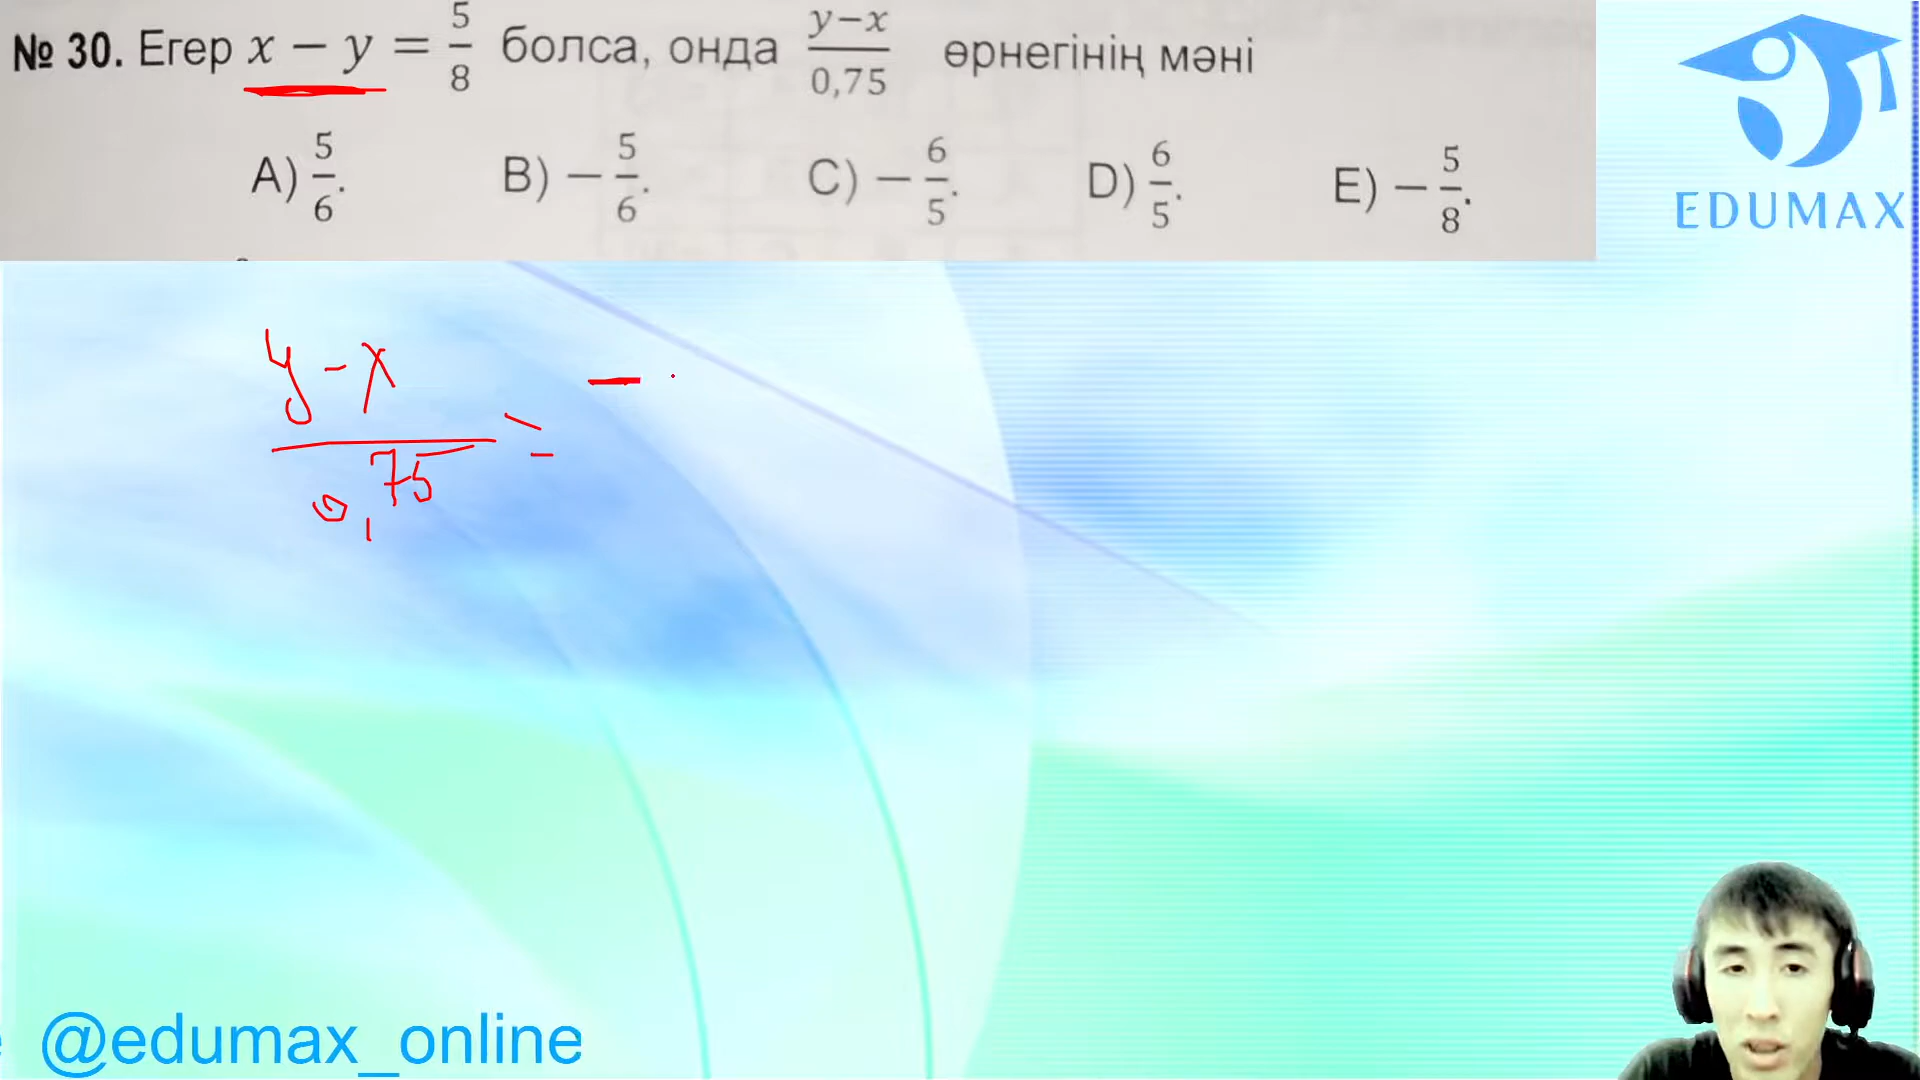 № 30. Егер x − y = 5/8 болса, онда y−x/0,75 өрнегінің мәні
A) 5/6. B) −5/6. C) −6/5. D) 6/5. E) −5/8.
EDUMAX
y-x/0,75 = -
@edumax_online